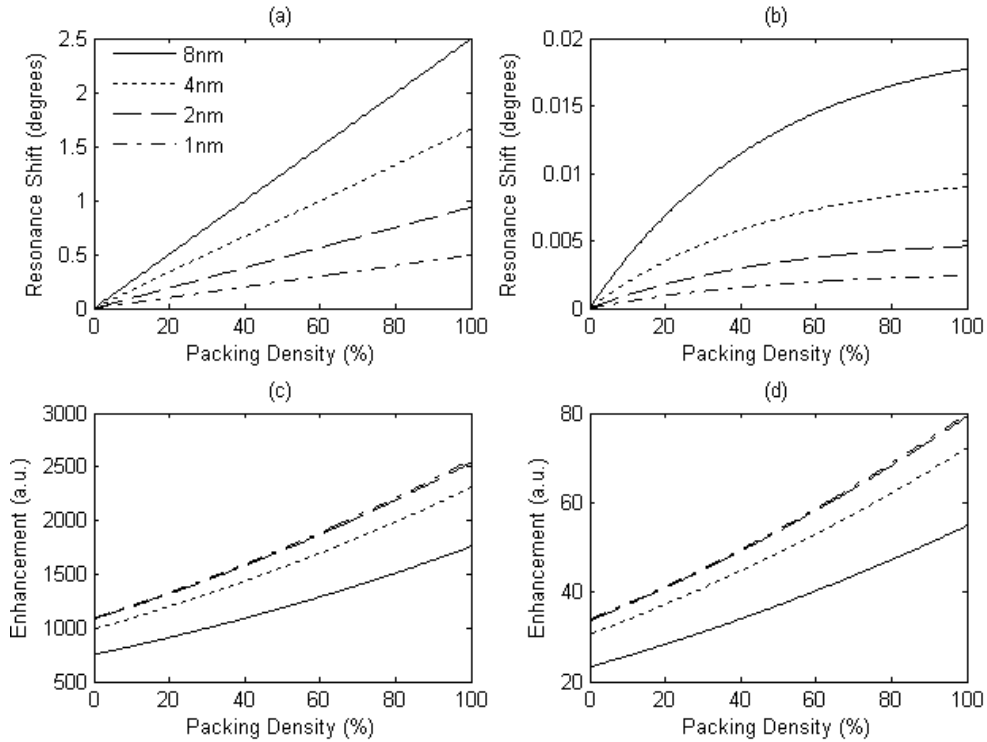 (a)
2.5
2
1.5
1
0.5
0
Resonance Shift (degrees)
8nm
4nm
2nm
1nm
0 20 40 60 80 100
Packing Density (%)
(b)
0.02
0.015
0.01
0.005
0
Resonance Shift (degrees)
0 20 40 60 80 100
Packing Density (%)
(c)
3000
2500
2000
1500
1000
500
Enhancement (a.u.)
0 20 40 60 80 100
Packing Density (%)
(d)
80
60
40
20
Enhancement (a.u.)
0 20 40 60 80 100
Packing Density (%)